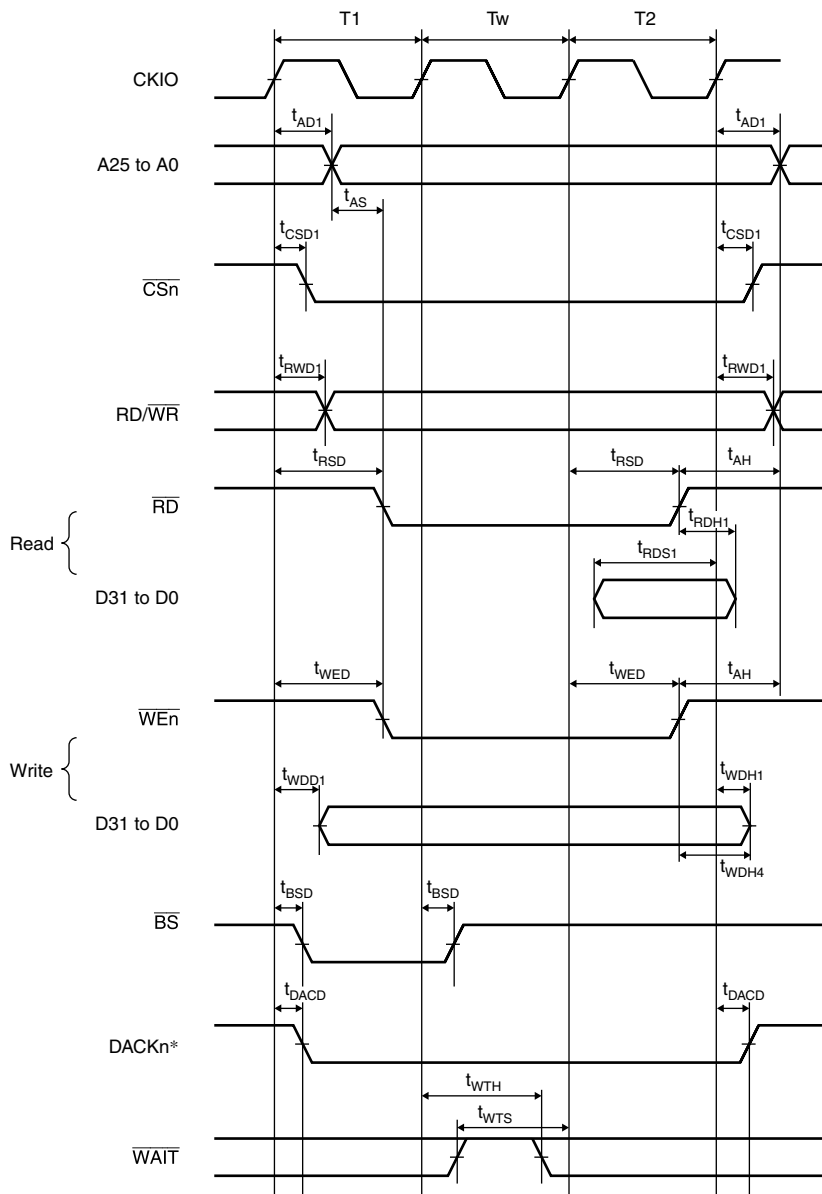 T1 Tw T2
CKIO
tAD1 tAD1
A25 to A0
tAS
tCSD1 tCSD1
CSn
tRWD1 tRWD1
RD/WR
tRSD tRSD tAH
RD
tRDH1
Read
tRDS1
D31 to D0
tWED tWED tAH
WEn
Write
tWDD1 tWDH1
D31 to D0
tWDH4
tBSD tBSD
BS
tDACD tDACD
DACKn*
tWTH
tWTS
WAIT